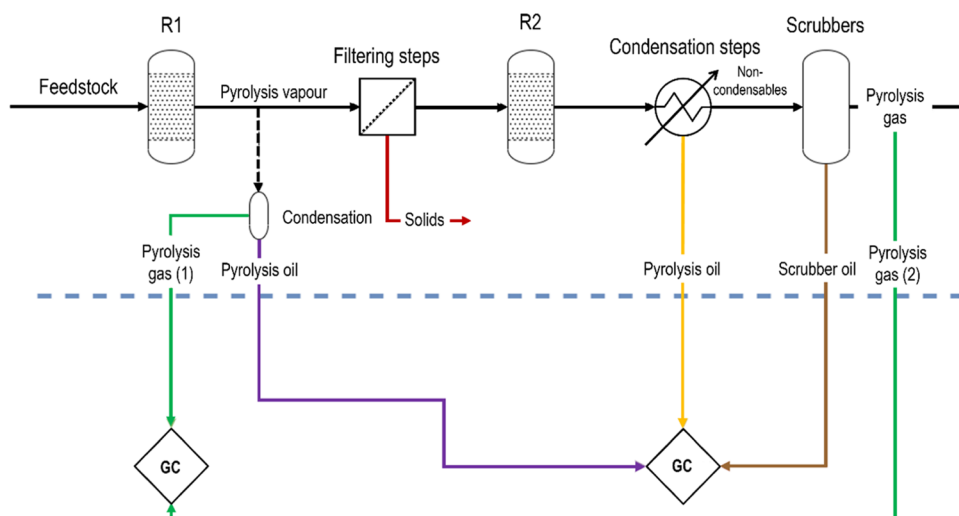 R1
R2
Scrubbers
Filtering steps
Condensation steps
Feedstock
Pyrolysis vapour
Non-
condensables
Pyrolysis
gas
Condensation
Solids
Pyrolysis
gas (1)
Pyrolysis oil
Pyrolysis oil
Scrubber oil
Pyrolysis
gas (2)
GC
GC